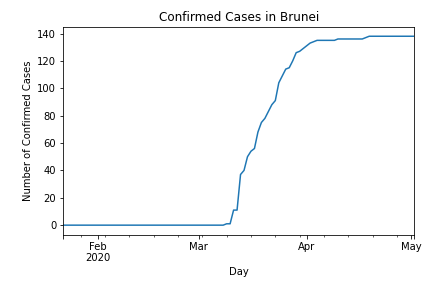 Confirmed Cases in Brunei
140
120
100
80
60
40
20
0
Number of Confirmed Cases
Feb Mar Apr May
2020
Day